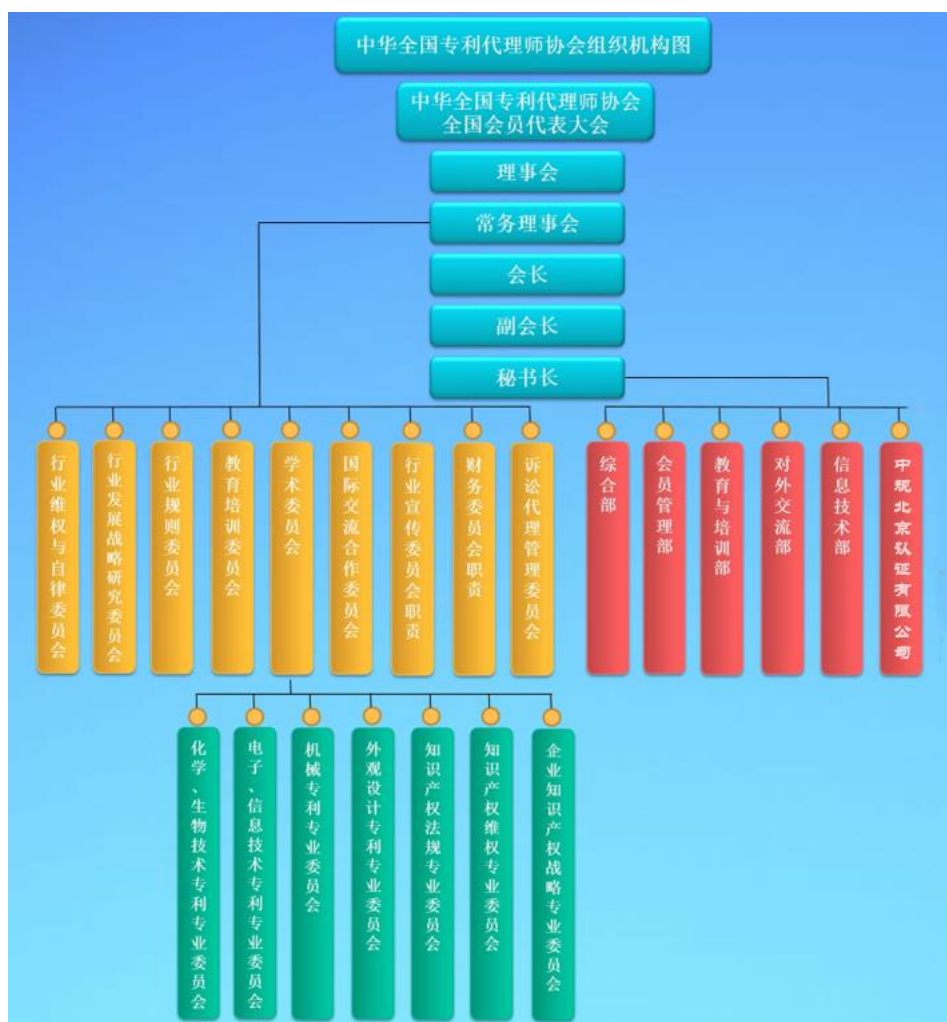 中华全国专利代理师协会组织机构图
中华全国专利代理师协会
全国会员代表大会
理事会
常务理事会
会长
副会长
秘书长
行业维权与自律委员会
行业发展战略研究委员会
行业规则委员会
教育培训委员会
学术委员会
国际交流合作委员会
行业宣传委员会职责
财务委员会职责
诉讼代理管理委员会
综合部
会员管理部
教育与培训部
对外交流部
信息技术部
中规北京认证有限公司
化学、生物技术专利专业委员会
电子、信息技术专利专业委员会
机械专利专业委员会
外观设计专利专业委员会
知识产权法规专业委员会
知识产权维权专业委员会
企业知识产权战略专业委员会